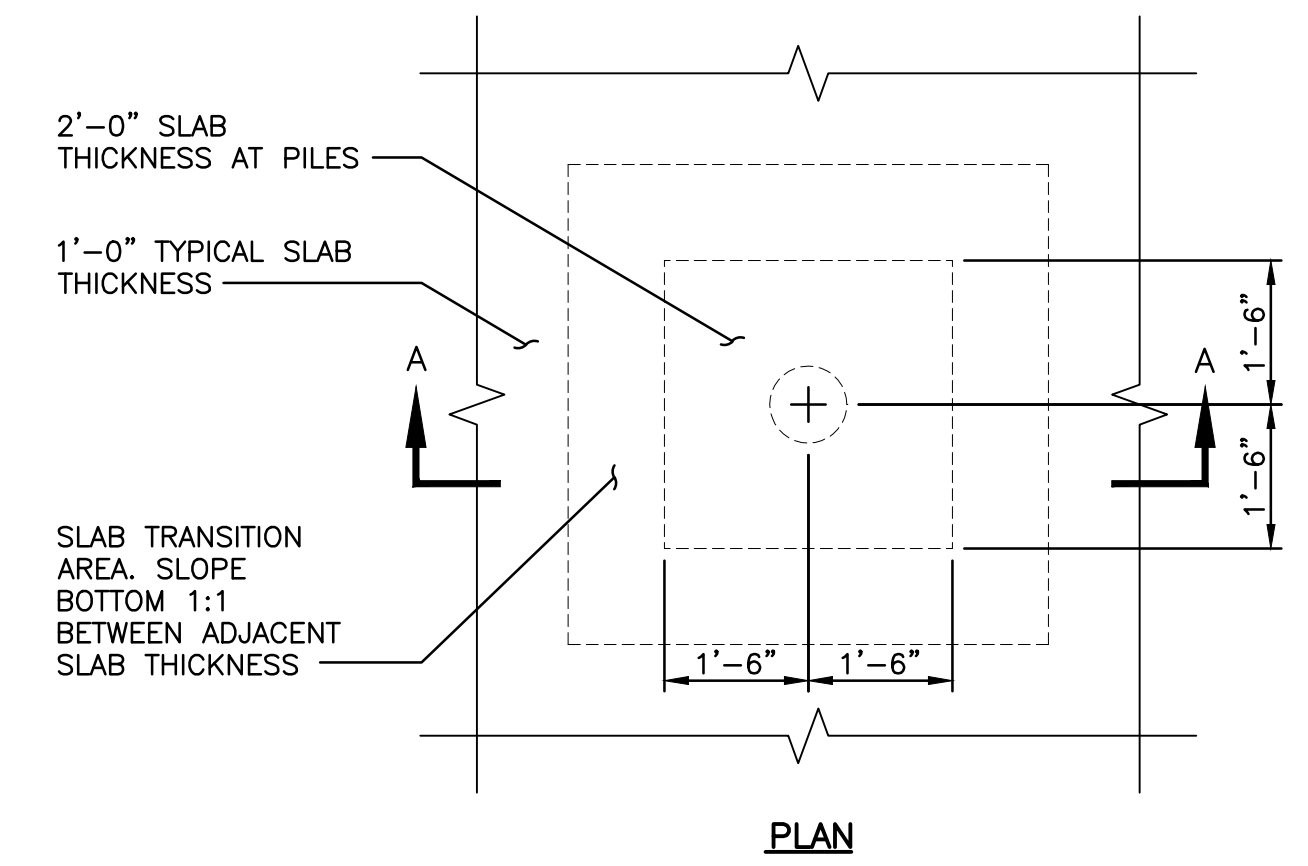 2'-0" SLAB
THICKNESS AT PILES
1'-0" TYPICAL SLAB
THICKNESS
A
A
1'-6"
1'-6"
SLAB TRANSITION
AREA. SLOPE
BOTTOM 1:1
BETWEEN ADJACENT
SLAB THICKNESS
1'-6"
1'-6"
PLAN